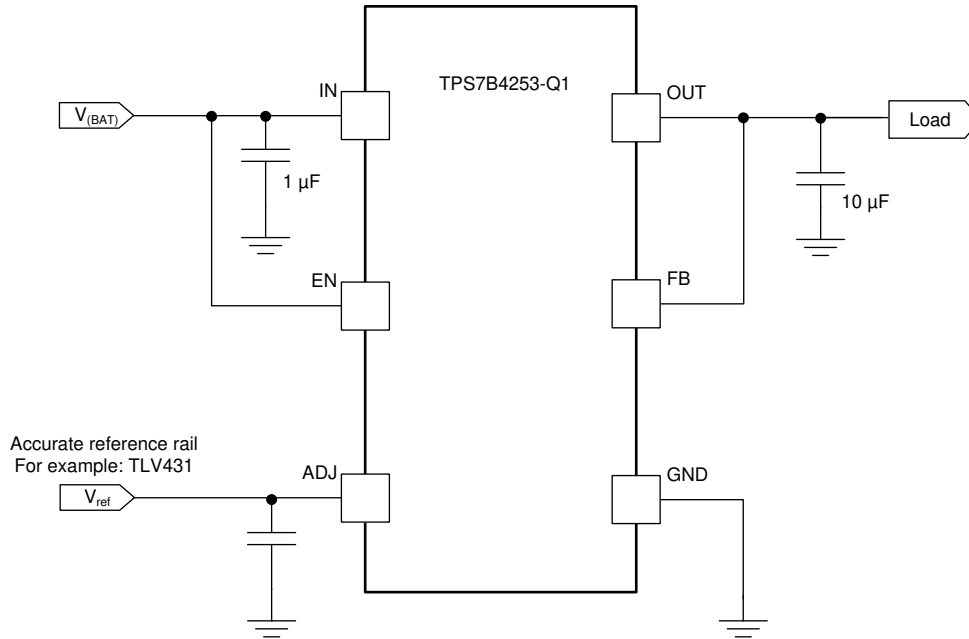 TPS7B4253-Q1
IN
OUT
V(BAT)
Load
1 µF
10 µF
EN
FB
Accurate reference rail
For example: TLV431
ADJ
GND
Vref